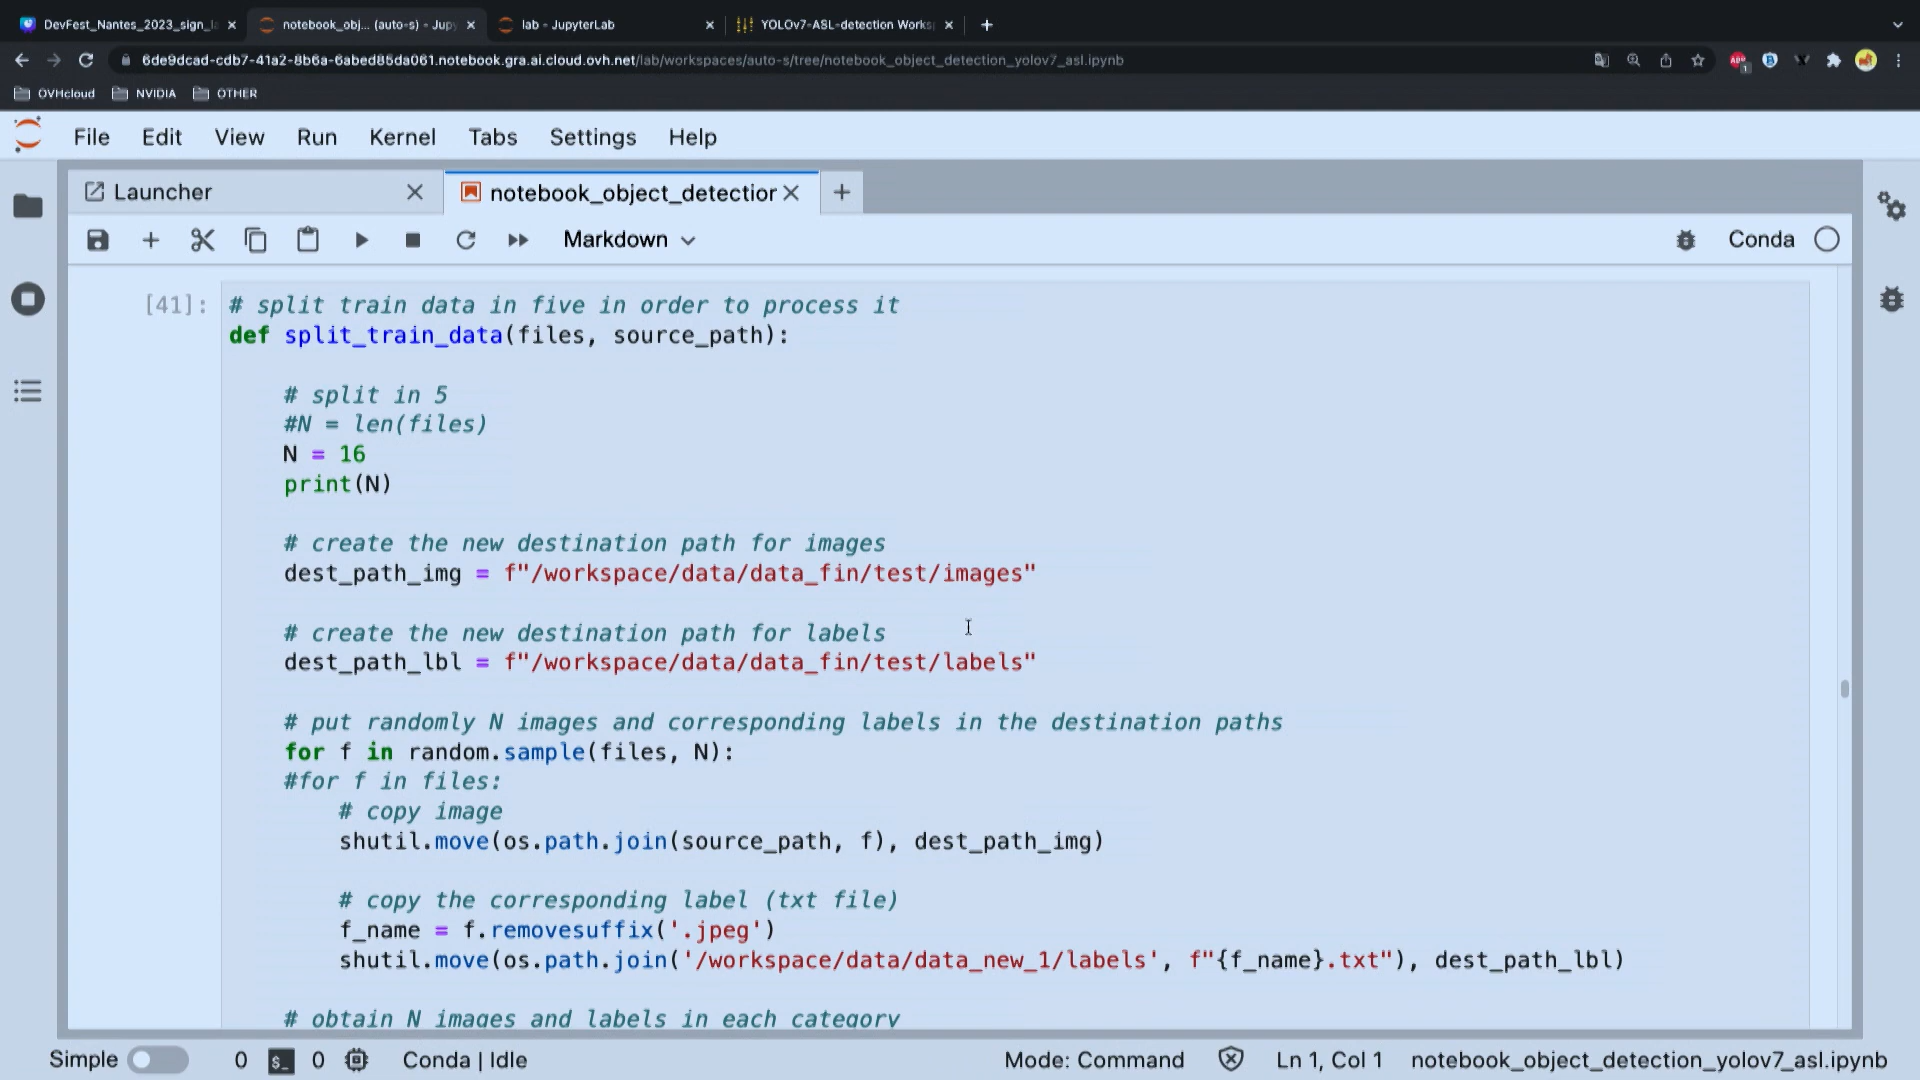 DevFest_Nantes_2023_sign_la
notebook_obj... (auto-s) - Jupy
lab - JupyterLab
YOLOv7-ASL-detection Works
6de9dcad-cdb7-41a2-8b6a-6abed85da061.notebook.gra.ai.cloud.ovh.net/lab/workspaces/auto-s/tree/notebook_object_detection_yolov7_asl.ipynb
OVHcloud NVIDIA OTHER
File Edit View Run Kernel Tabs Settings Help
Launcher
notebook_object_detection
Markdown
Conda
[41]: # split train data in five in order to process it
def split_train_data(files, source_path):
# split in 5
#N = len(files)
N = 16
print(N)
# create the new destination path for images
dest_path_img = f"/workspace/data/data_fin/test/images"
# create the new destination path for labels
dest_path_lbl = f"/workspace/data/data_fin/test/labels"
# put randomly N images and corresponding labels in the destination paths
for f in random.sample(files, N):
#for f in files:
# copy image
shutil.move(os.path.join(source_path, f), dest_path_img)
# copy the corresponding label (txt file)
f_name = f.removesuffix('.jpeg')
shutil.move(os.path.join('/workspace/data/data_new_1/labels', f"{f_name}.txt"), dest_path_lbl)
# obtain N images and labels in each category
Simple 0 $_ 0 Conda | Idle Mode: Command Ln 1, Col 1 notebook_object_detection_yolov7_asl.ipynb